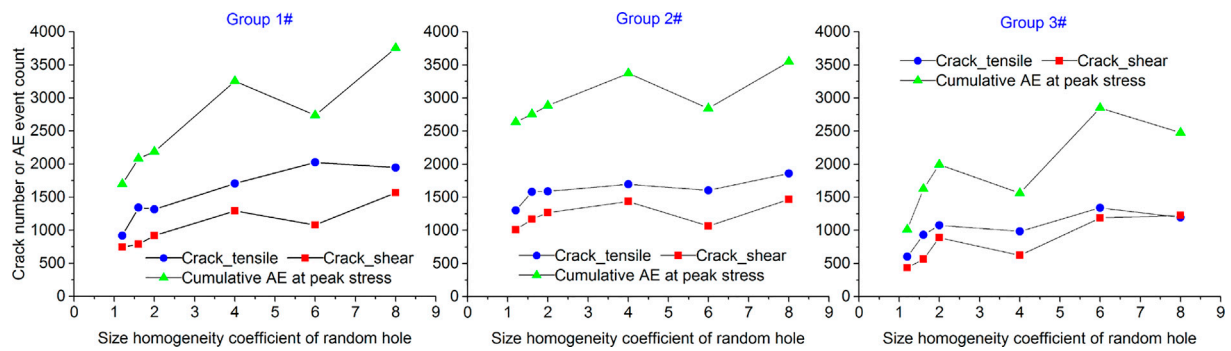 Crack number or AE event count
Group 1#
4000
3500
3000
2500
2000
1500
1000
500
0
Crack_tensile Crack_shear
Cumulative AE at peak stress
0 1 2 3 4 5 6 7 8 9
Size homogeneity coefficient of random hole
Group 2#
4000
3500
3000
2500
2000
1500
1000
500
0
Crack_tensile Crack_shear
Cumulative AE at peak stress
0 1 2 3 4 5 6 7 8 9
Size homogeneity coefficient of random hole
Group 3#
4000
3500
3000
2500
2000
1500
1000
500
0
Crack_tensile Crack_shear
Cumulative AE at peak stress
0 1 2 3 4 5 6 7 8 9
Size homogeneity coefficient of random hole